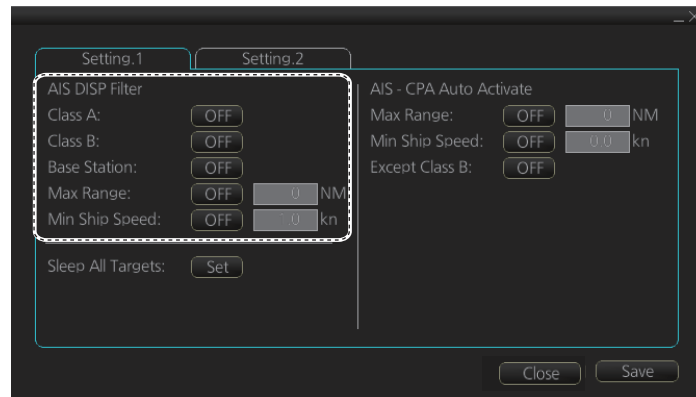 Setting.1
Setting.2
AIS DISP Filter
Class A: OFF
Class B: OFF
Base Station: OFF
Max Range: OFF 0 NM
Min Ship Speed: OFF kn
Sleep All Targets: Set
AIS - CPA Auto Activate
Max Range: OFF 0 NM
Min Ship Speed: OFF 0.0 kn
Except Class B: OFF
Close
Save